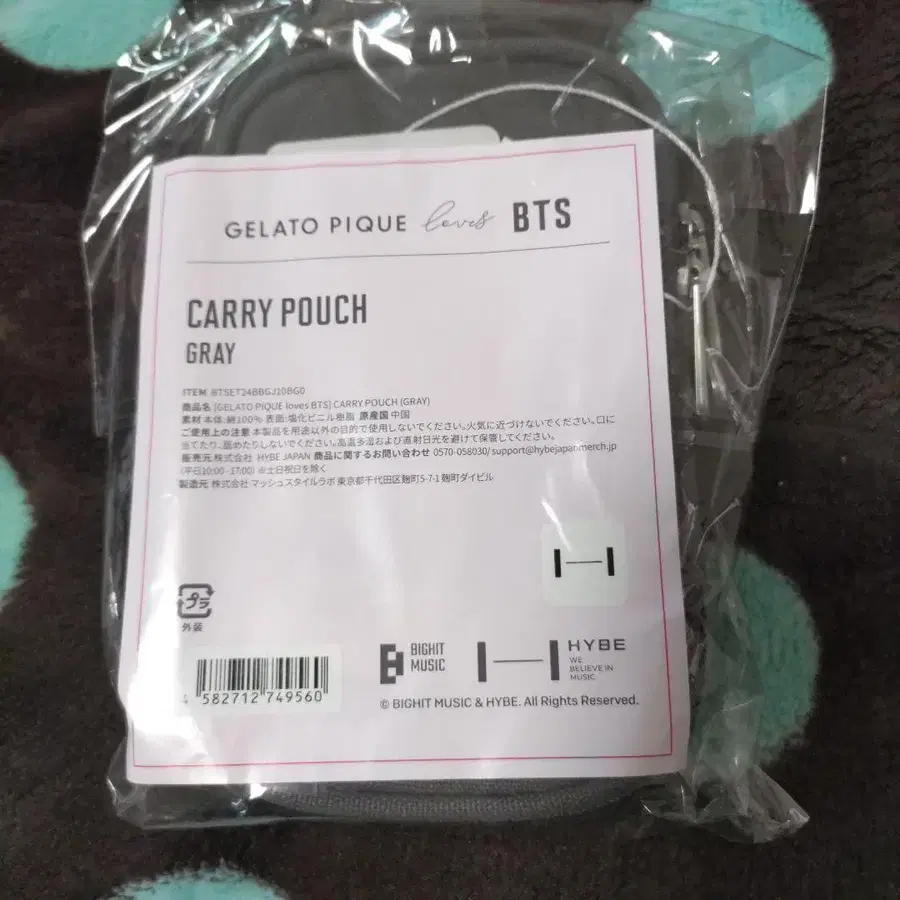 GELATO PIQUE loves BTS
CARRY POUCH
GRAY
ITEM BTSET24BBGJ10BG0
商品名 [GELATO PIQUE loves BTS] CARRY POUCH (GRAY)
素材 本体:綿100% 表面:塩化ビニル樹脂 原産国 中国
ご使用上の注意 本製品を用途以外の目的で使用しないでください。火気に近づけないでください。口に
当てたり、舐めたりしないでください。高温多湿および直射日光を避けて保管してください。
販売元 株式会社 HYBE JAPAN 商品に関するお問い合わせ 0570-058030/ support@hybejapanmerch.jp
(平日10:00 - 17:00) ※土日祝日を除く
製造元 株式会社 マッシュスタイルラボ 東京都千代田区麹町5-7-1 麹町ダイビル
プラ
外装
4 582712 749560
BIGHIT
MUSIC
HYBE
WE
BELIEVE IN
MUSIC
© BIGHIT MUSIC & HYBE. All Rights Reserved.